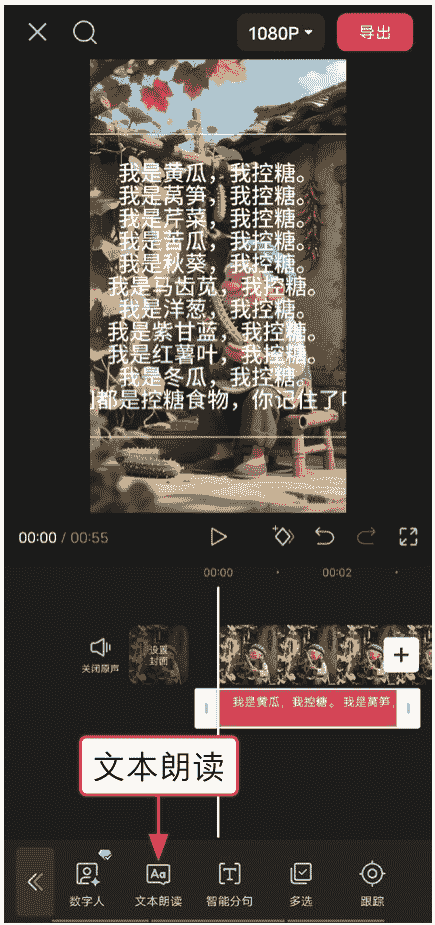 1080P 导出
我是黄瓜，我控糖。
我是莴笋，我控糖。
我是芹菜，我控糖。
我是苦瓜，我控糖。
我是秋葵，我控糖。
我是马齿苋，我控糖。
我是洋葱，我控糖。
我是紫甘蓝，我控糖。
我是红薯叶，我控糖。
我是冬瓜，我控糖。
都是控糖食物，你记住了
00:00 / 00:55
00:00 00:02
关闭原声
设置
封面
我是黄瓜，我控糖。 我是莴笋，
文本朗读
数字人 文本朗读 智能分句 多选 跟踪